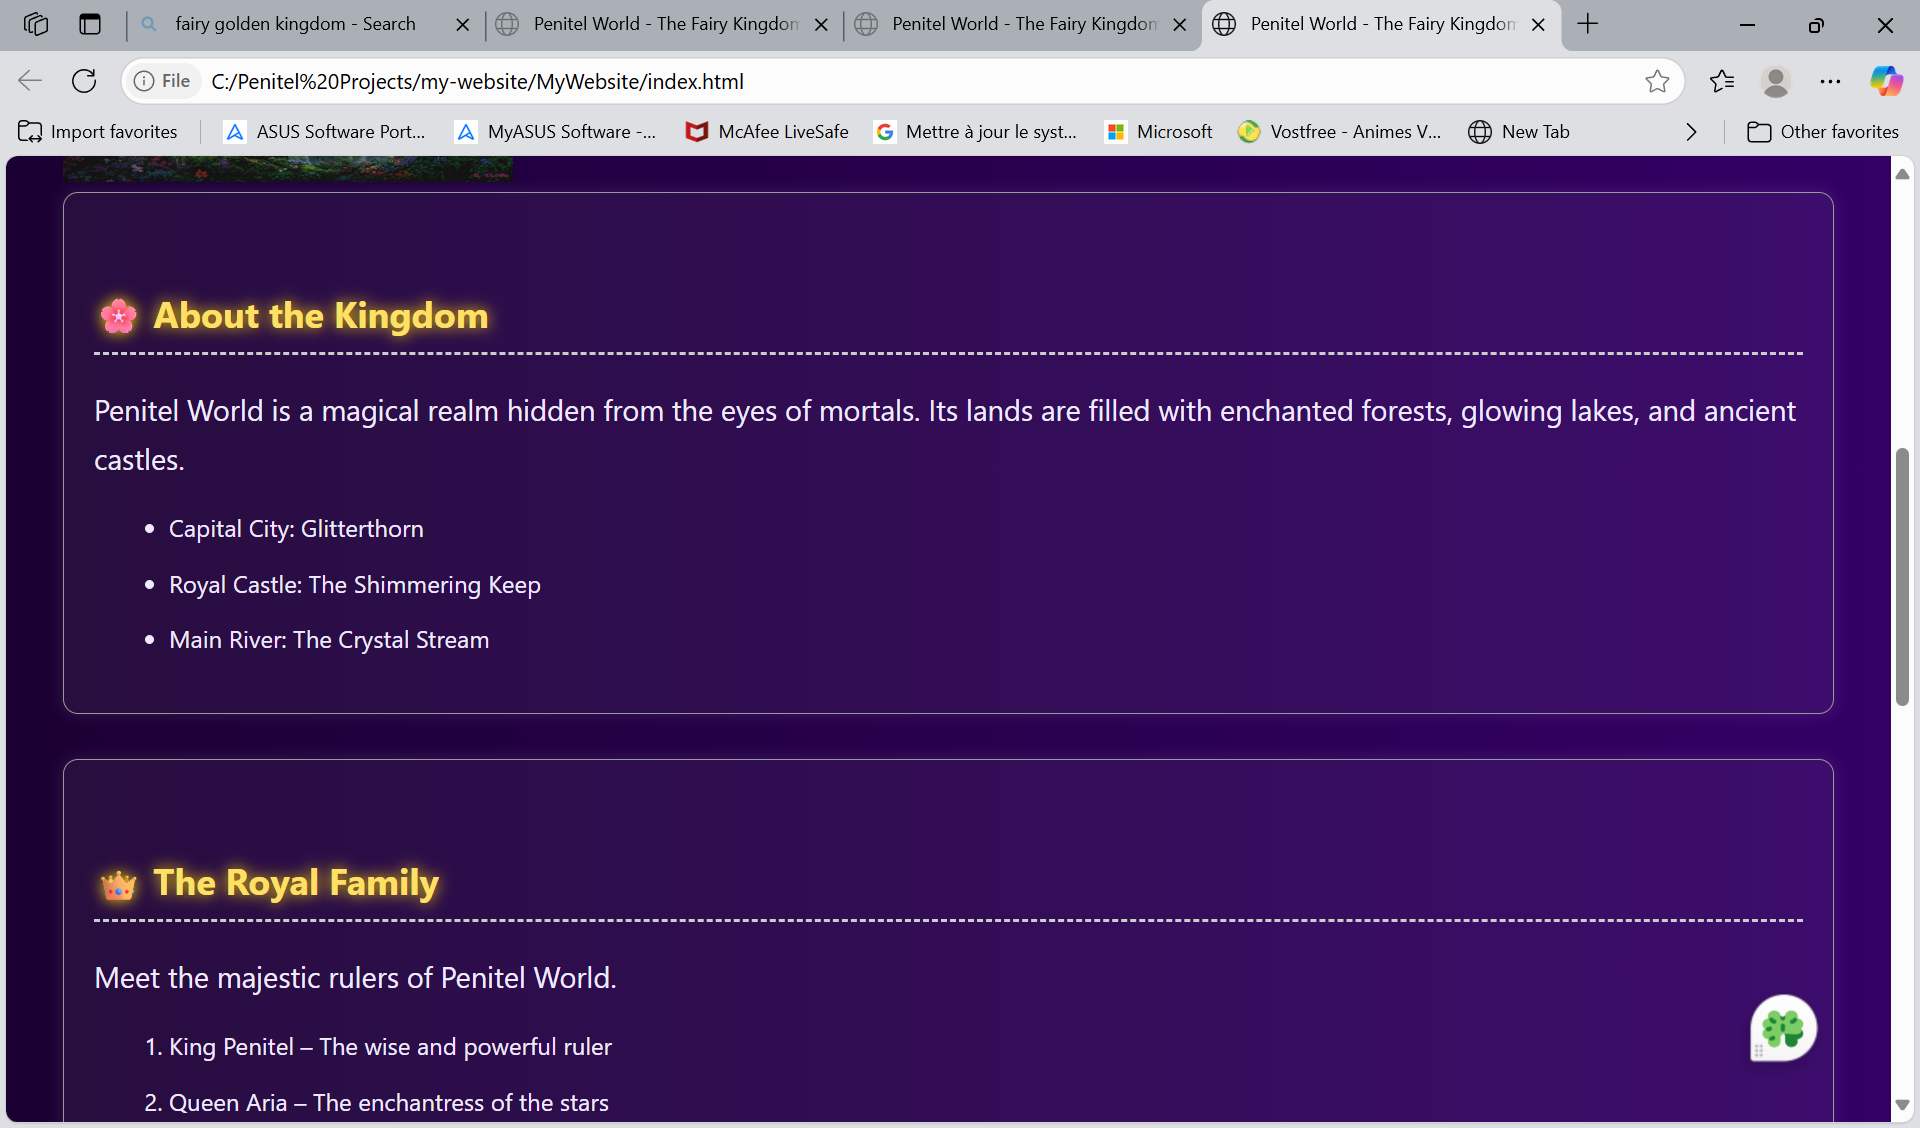 fairy golden kingdom - Search
Penitel World - The Fairy Kingdom
Penitel World - The Fairy Kingdom
Penitel World - The Fairy Kingdom
File
C:/Penitel%20Projects/my-website/MyWebsite/index.html
Import favorites
ASUS Software Port...
MyASUS Software -...
McAfee LiveSafe
Mettre à jour le syst...
Microsoft
Vostfree - Animes V...
New Tab
Other favorites
🌸 About the Kingdom
Penitel World is a magical realm hidden from the eyes of mortals. Its lands are filled with enchanted forests, glowing lakes, and ancient
castles.
• Capital City: Glitterthorn
• Royal Castle: The Shimmering Keep
• Main River: The Crystal Stream
👑 The Royal Family
Meet the majestic rulers of Penitel World.
1. King Penitel – The wise and powerful ruler
2. Queen Aria – The enchantress of the stars